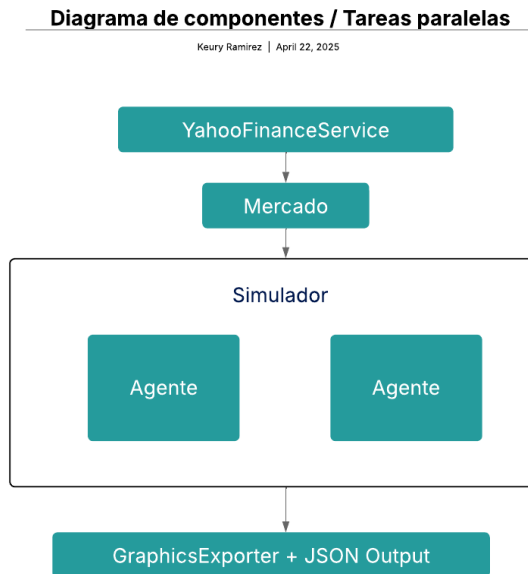 Diagrama de componentes / Tareas paralelas
Keury Ramirez | April 22, 2025
YahooFinanceService
Mercado
Simulador
Agente
Agente
GraphicsExporter + JSON Output